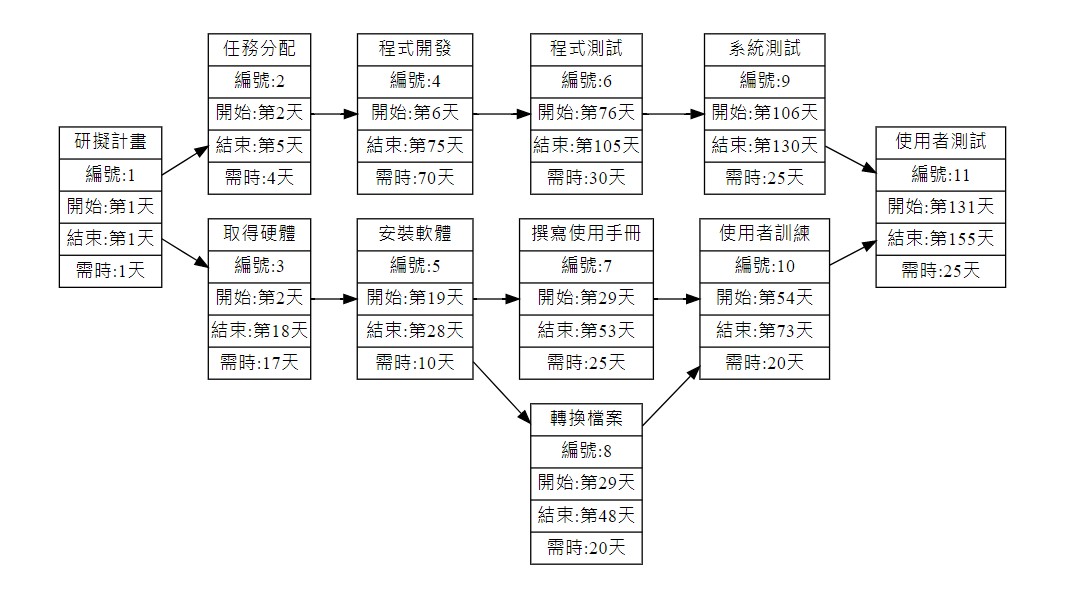 研擬計畫
編號:1
開始:第1天
結束:第1天
需時:1天
任務分配
編號:2
開始:第2天
結束:第5天
需時:4天
程式開發
編號:4
開始:第6天
結束:第75天
需時:70天
程式測試
編號:6
開始:第76天
結束:第105天
需時:30天
系統測試
編號:9
開始:第106天
結束:第130天
需時:25天
取得硬體
編號:3
開始:第2天
結束:第18天
需時:17天
安裝軟體
編號:5
開始:第19天
結束:第28天
需時:10天
撰寫使用手冊
編號:7
開始:第29天
結束:第53天
需時:25天
使用者訓練
編號:10
開始:第54天
結束:第73天
需時:20天
轉換檔案
編號:8
開始:第29天
結束:第48天
需時:20天
使用者測試
編號:11
開始:第131天
結束:第155天
需時:25天